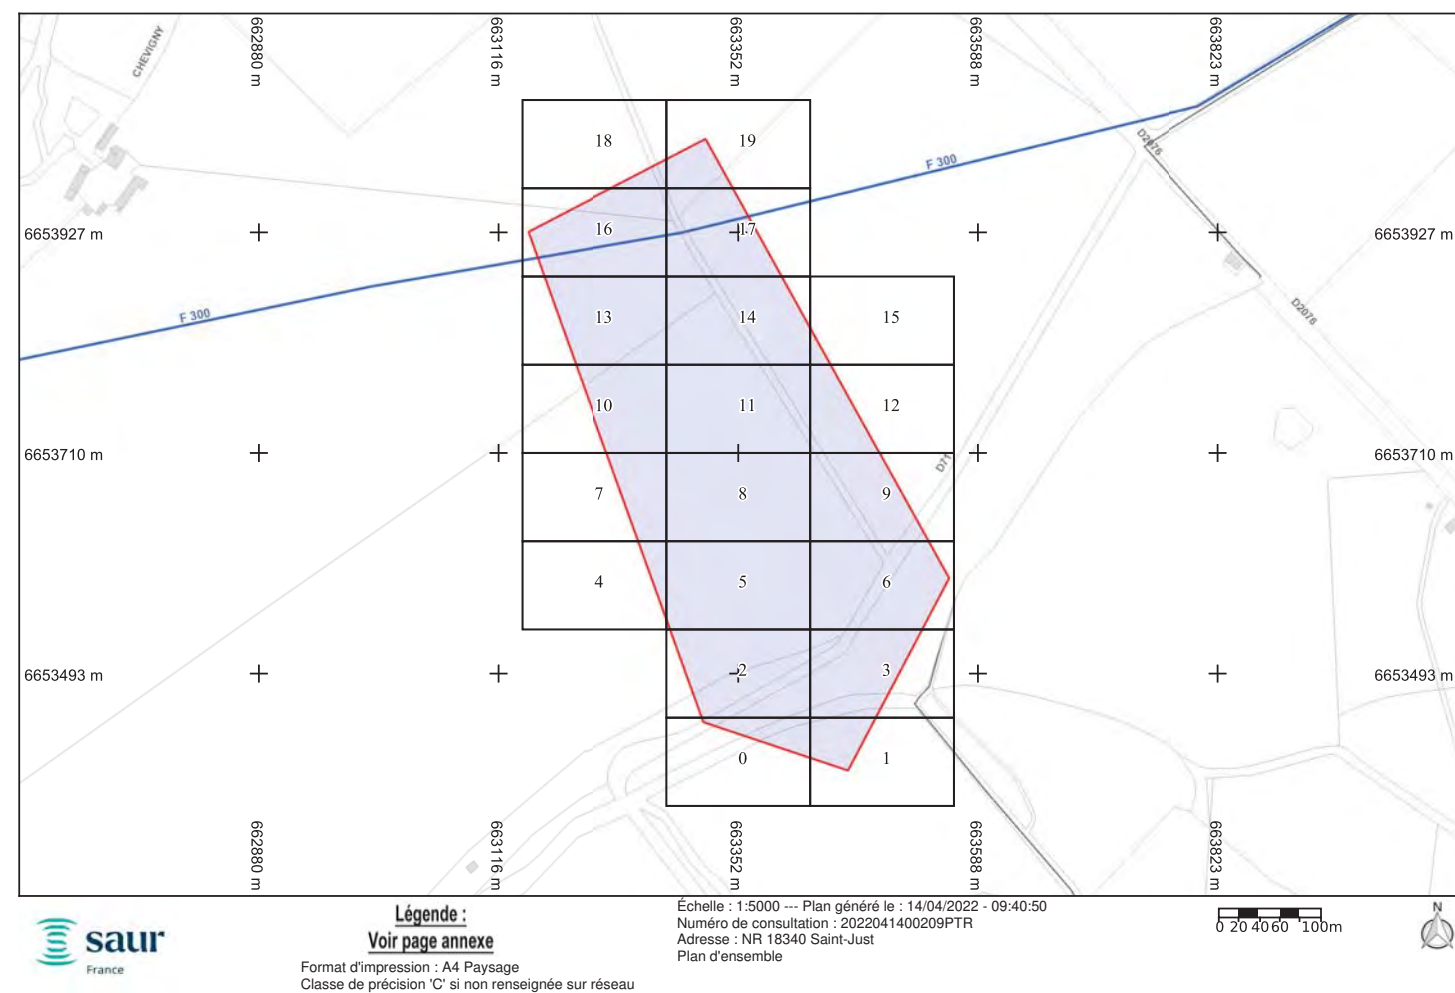 662880 m
663116 m
663352 m
663588 m
663823 m
CHEVIGNY
18
19
D2076
F 300
6653927 m
16
17
6653927 m
F 300
13
14
15
D2076
10
11
12
6653710 m
6653710 m
D71
7
8
9
4
5
6
6653493 m
2
3
6653493 m
0
1
662880 m
663116 m
663352 m
663588 m
663823 m
saur
France
Légende :
Voir page annexe
Format d'impression : A4 Paysage
Classe de précision 'C' si non renseignée sur réseau
Échelle : 1:5000 --- Plan généré le : 14/04/2022 - 09:40:50
Numéro de consultation : 2022041400209PTR
Adresse : NR 18340 Saint-Just
Plan d'ensemble
0 20 40 60 100m
N